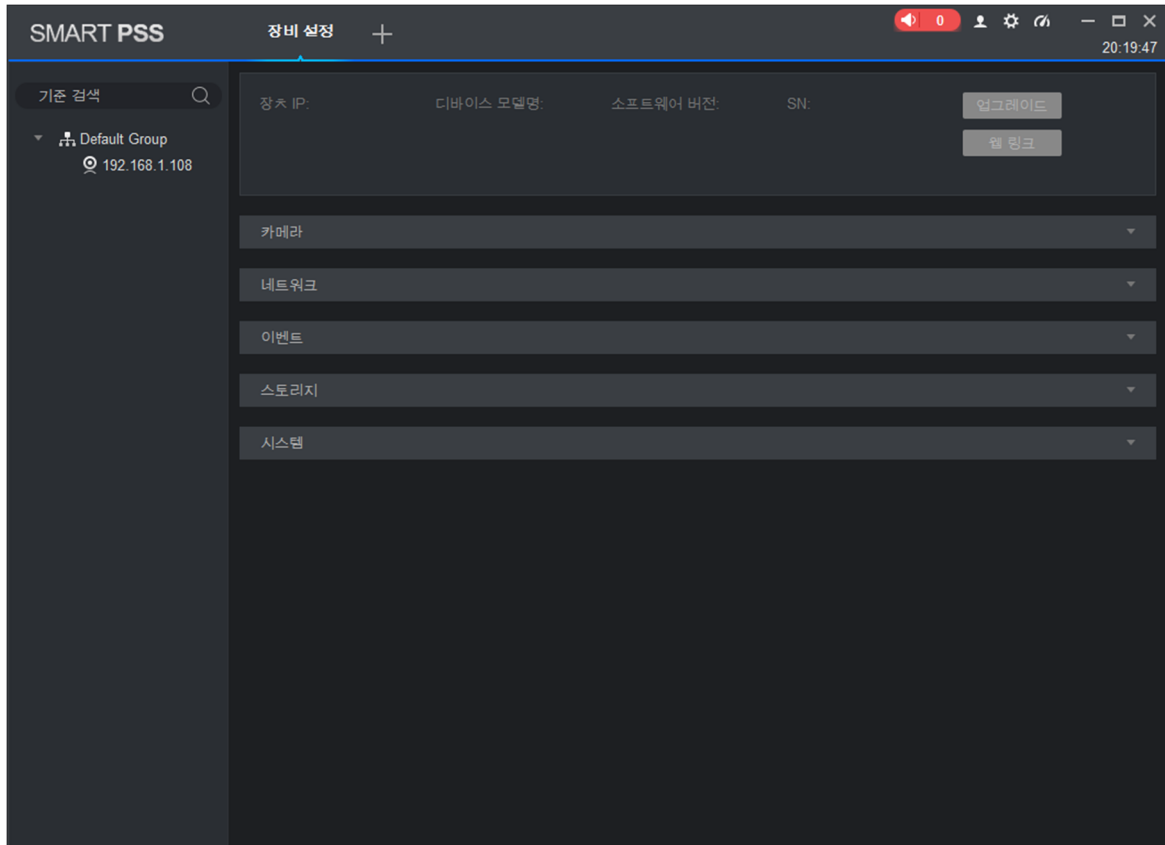 SMART PSS
장비 설정
0
20:19:47
기준 검색
Default Group
192.168.1.108
장ㅊ IP:
디바이스 모델명:
소프트웨어 버전:
SN:
업그레이드
웹 링크
카메라
네트워크
이벤트
스토리지
시스템